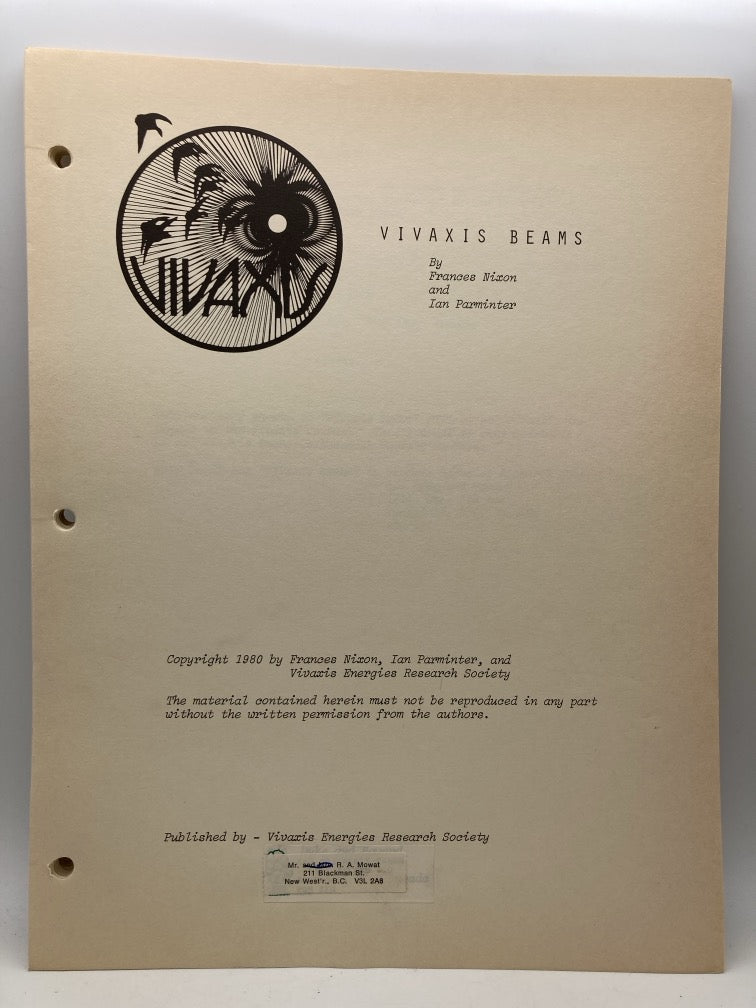 VIVAXIS
VIVAXIS BEAMS
By
Frances Nixon
and
Ian Parminter
Copyright 1980 by Frances Nixon, Ian Parminter, and
Vivaxis Energies Research Society
The material contained herein must not be reproduced in any part
without the written permission from the authors.
Published by - Vivaxis Energies Research Society
Mr. R. A. Mowat
211 Blackman St.
New West'r., B.C. V3L 2A8